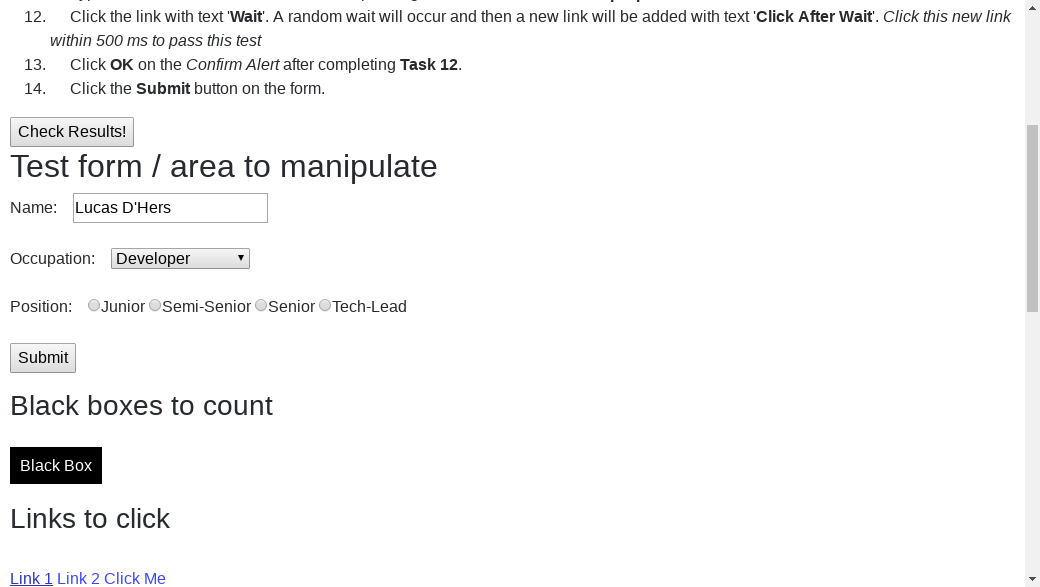 12. Click the link with text 'Wait'. A random wait will occur and then a new link will be added with text 'Click After Wait'. Click this new link
within 500 ms to pass this test
13. Click OK on the Confirm Alert after completing Task 12.
14. Click the Submit button on the form.
Check Results!
Test form / area to manipulate
Name: Lucas D'Hers
Occupation: Developer
Position: Junior Semi-Senior Senior Tech-Lead
Submit
Black boxes to count
Black Box
Links to click
Link 1 Link 2 Click Me